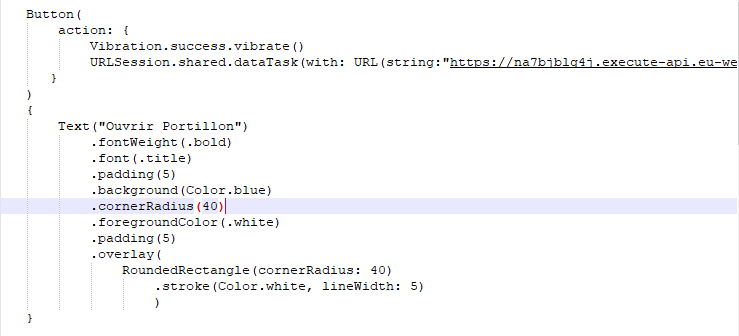 Button(
action: {
Vibration.success.vibrate()
URLSession.shared.dataTask(with: URL(string:"https://na7bjblq4j.execute-api.eu-we
}
)
{
Text("Ouvrir Portillon")
.fontWeight(.bold)
.font(.title)
.padding(5)
.background(Color.blue)
.cornerRadius(40)
.foregroundColor(.white)
.padding(5)
.overlay(
RoundedRectangle(cornerRadius: 40)
.stroke(Color.white, lineWidth: 5)
)
}